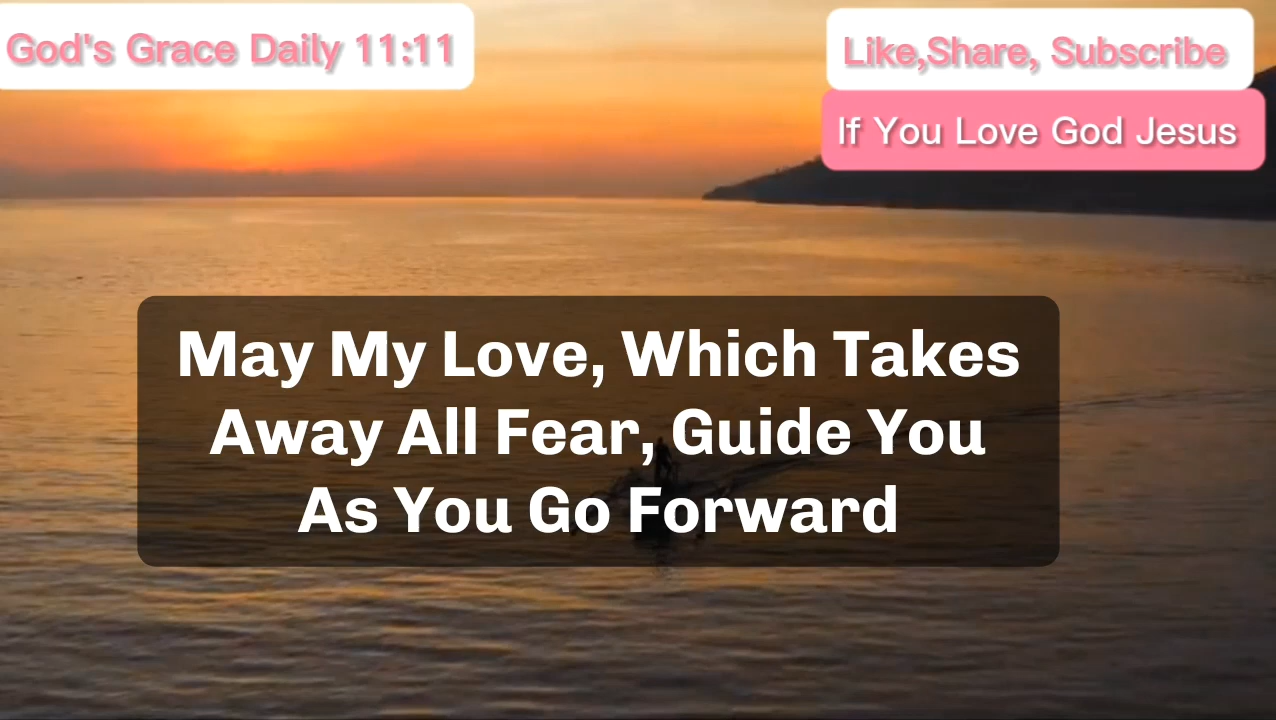 God's Grace Daily 11:11
Like,Share, Subscribe
If You Love God Jesus
May My Love, Which Takes
Away All Fear, Guide You
As You Go Forward